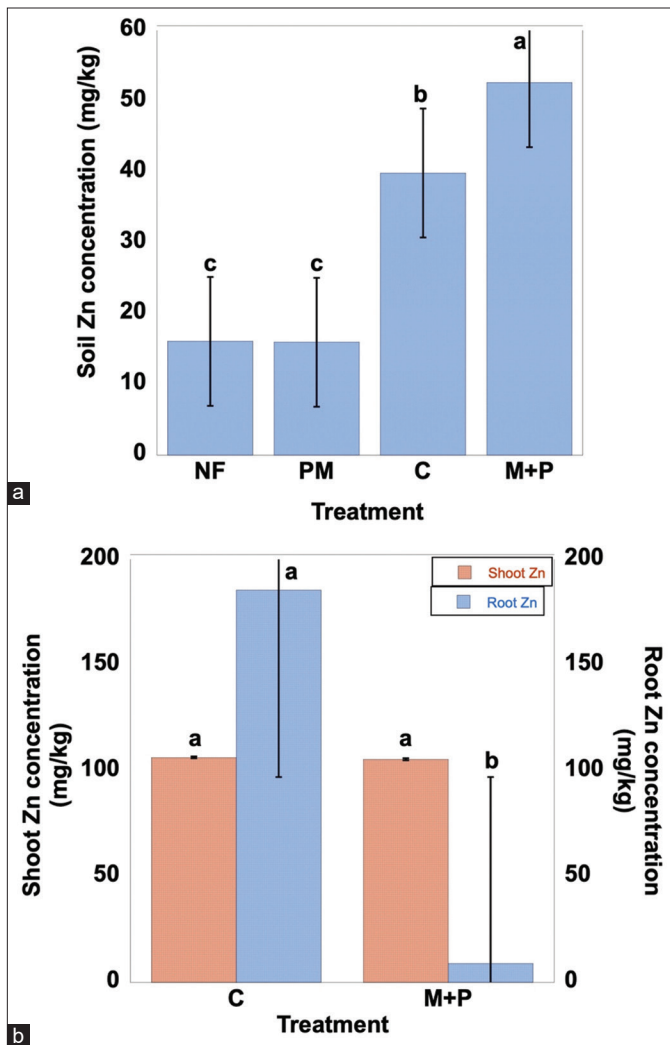 60
50
40
30
20
10
0
Soil Zn concentration (mg/kg)
c
c
b
a
NF PM C M+P
Treatment
a
200
150
100
50
0
Shoot Zn concentration
(mg/kg)
Shoot Zn
Root Zn
a
a
a
b
200
150
100
50
0
Root Zn concentration
(mg/kg)
C M+P
Treatment
b